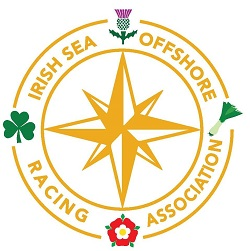 IRISH SEA
OFFSHORE
RACING
ASSOCIATION